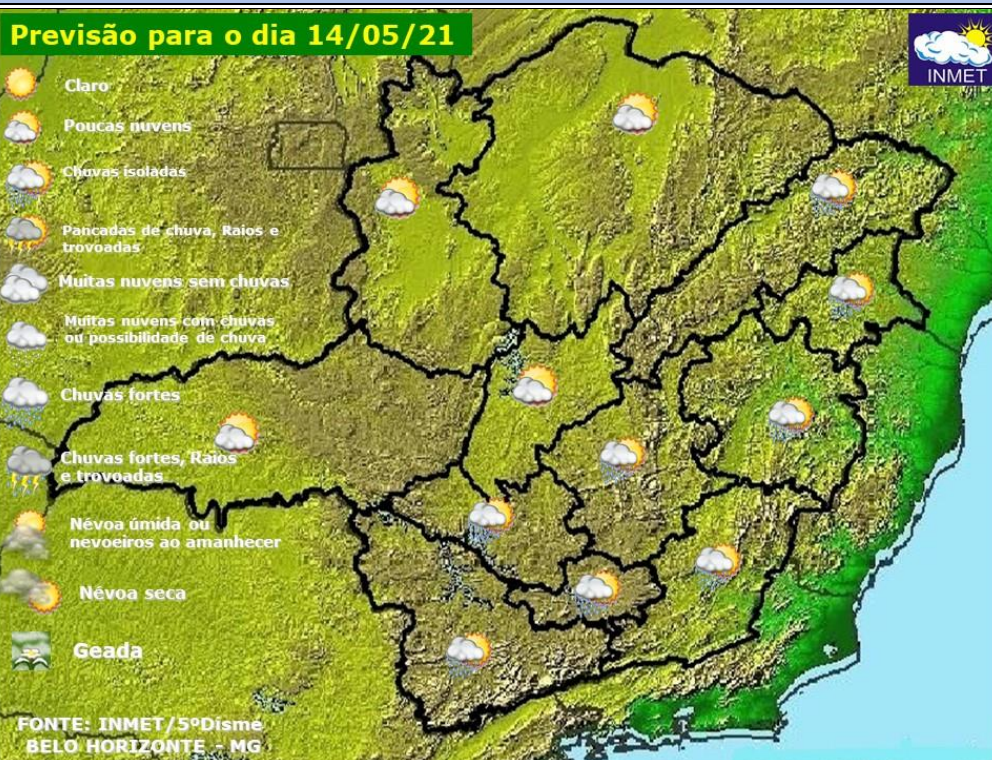 Previsão para o dia 14/05/21
INMET
Claro
Poucas nuvens
Chuvas isoladas
Pancadas de chuva, Raios e
trovoadas
Muitas nuvens sem chuvas
Muitas nuvens com chuvas
ou possibilidade de chuva
Chuvas fortes
Chuvas fortes, Raios
e trovoadas
Névoa úmida ou
nevoeiros ao amanhecer
Névoa seca
Geada
FONTE: INMET/5ºDisme
BELO HORIZONTE - MG